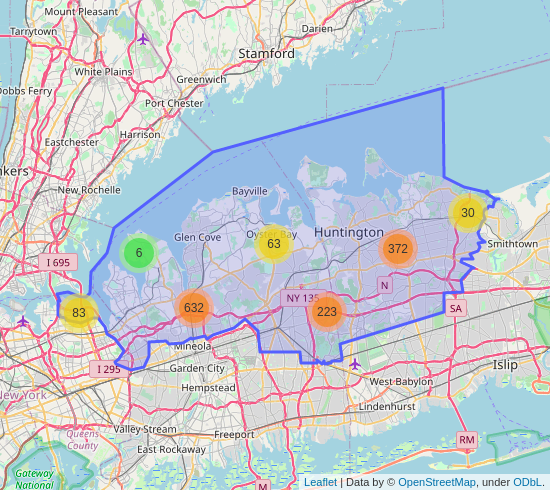 Mount Pleasant
Tarrytown
Darien
Stamford
White Plains
Greenwich
Dobbs Ferry
Port Chester
Eastchester
Harrison
nkers
New Rochelle
Bayville
30
Glen Cove
Oyster Bay
Huntington
63
372
6
Smithtown
I 695
N
NY 135
632
SA
83
223
Mineola
I 295
Garden City
Islip
West Babylon
Hempstead
New York
Lindenhurst
Valley Stream
Freeport
Queens
County
East Rockaway
RM
Gateway
National
M
Leaflet | Data by © OpenStreetMap, under ODbL.